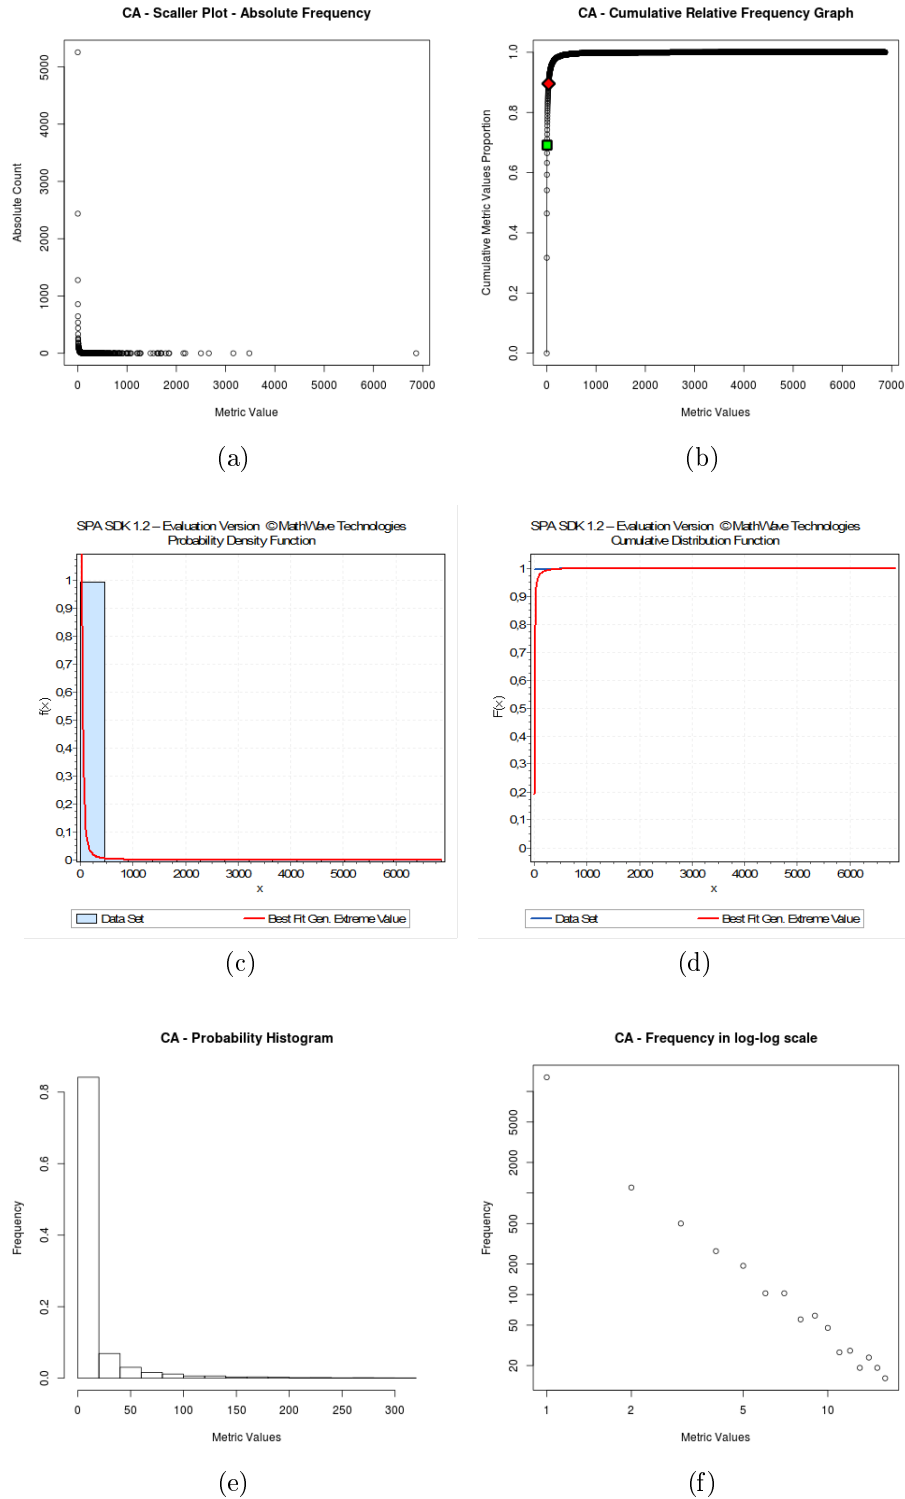 CA - Scaller Plot - Absolute Frequency
Absolute Count
5000
4000
3000
2000
1000
0
0 1000 2000 3000 4000 5000 6000 7000
Metric Value
(a)
CA - Cumulative Relative Frequency Graph
Cumulative Metric Values Proportion
1.0
0.8
0.6
0.4
0.2
0.0
0 1000 2000 3000 4000 5000 6000 7000
Metric Values
(b)
SPA SDK 1.2 – Evaluation Version ©MathWave Technologies
Probability Density Function
f(x)
1
0,9
0,8
0,7
0,6
0,5
0,4
0,3
0,2
0,1
0
0 1000 2000 3000 4000 5000 6000
x
Data Set Best Fit Gen. Extreme Value
(c)
SPA SDK 1.2 – Evaluation Version ©MathWave Technologies
Cumulative Distribution Function
F(x)
1
0,9
0,8
0,7
0,6
0,5
0,4
0,3
0,2
0,1
0
0 1000 2000 3000 4000 5000 6000
x
Data Set Best Fit Gen. Extreme Value
(d)
CA - Probability Histogram
Frequency
0.8
0.6
0.4
0.2
0.0
0 50 100 150 200 250 300
Metric Values
(e)
CA - Frequency in log-log scale
Frequency
5000
2000
500
200
100
50
20
1 2 5 10
Metric Values
(f)